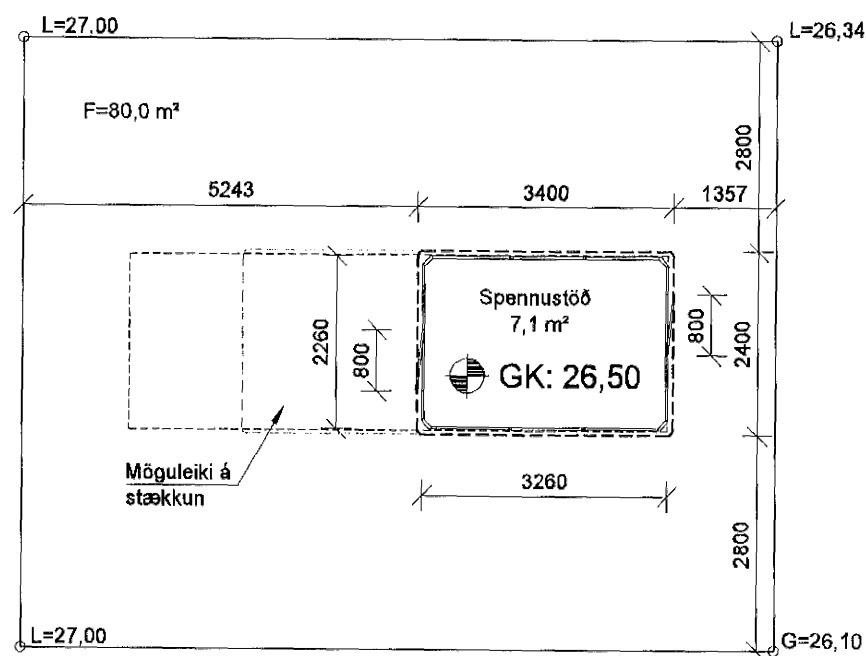 L=27,00
L=26,34
F=80,0 m²
2800
5243
3400
1357
Spennustöð
7,1 m²
2260
800
GK: 26,50
800
2400
Möguleiki á
stækkun
3260
2800
L=27,00
G=26,10